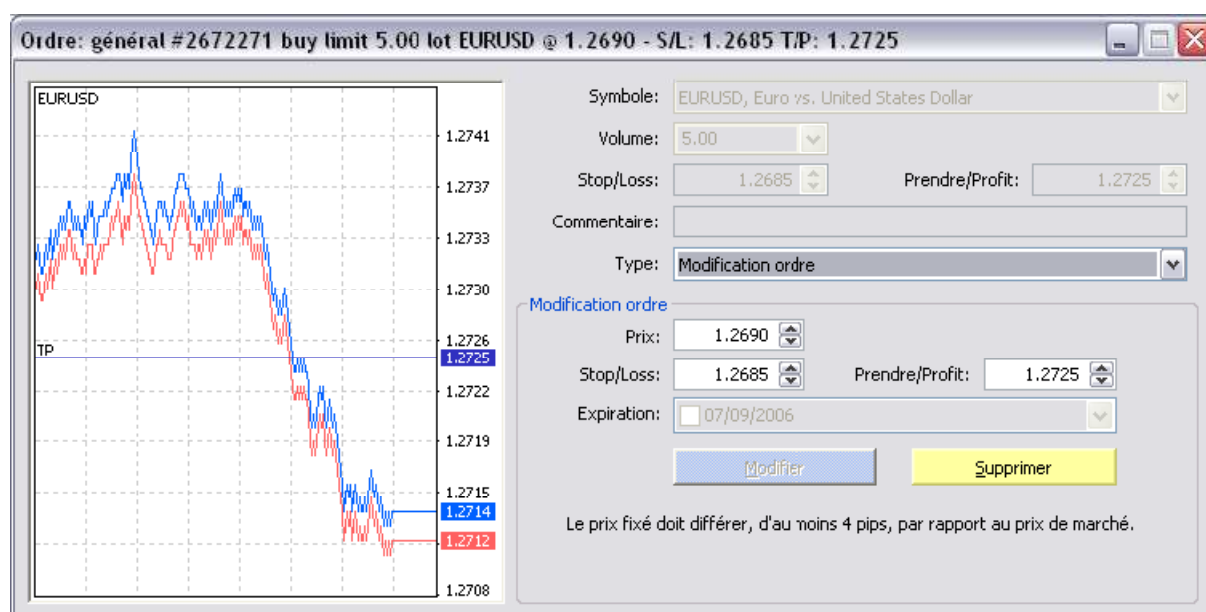 Ordre: général #2672271 buy limit 5.00 lot EURUSD @ 1.2690 - S/L: 1.2685 T/P: 1.2725
EURUSD
1.2741
1.2737
1.2733
1.2730
1.2726
TP
1.2725
1.2722
1.2719
1.2715
1.2714
1.2712
1.2708
Symbole: EURUSD, Euro vs. United States Dollar
Volume: 5.00
Stop/Loss: 1.2685 Prendre/Profit: 1.2725
Commentaire:
Type: Modification ordre
Modification ordre
Prix: 1.2690
Stop/Loss: 1.2685 Prendre/Profit: 1.2725
Expiration: 07/09/2006
Modifier Supprimer
Le prix fixé doit différer, d'au moins 4 pips, par rapport au prix de marché.